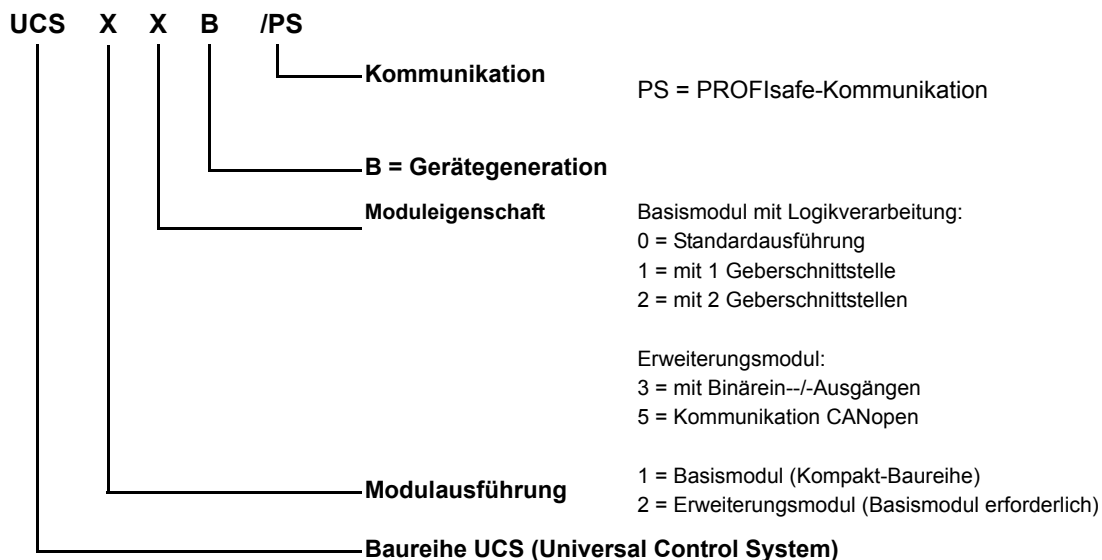 UCS X X B /PS
Kommunikation
PS = PROFIsafe-Kommunikation
B = Gerätegeneration
Moduleigenschaft
Basismodul mit Logikverarbeitung:
0 = Standardausführung
1 = mit 1 Geberschnittstelle
2 = mit 2 Geberschnittstellen
Erweiterungsmodul:
3 = mit Binärein--/-Ausgängen
5 = Kommunikation CANopen
Modulausführung
1 = Basismodul (Kompakt-Baureihe)
2 = Erweiterungsmodul (Basismodul erforderlich)
Baureihe UCS (Universal Control System)